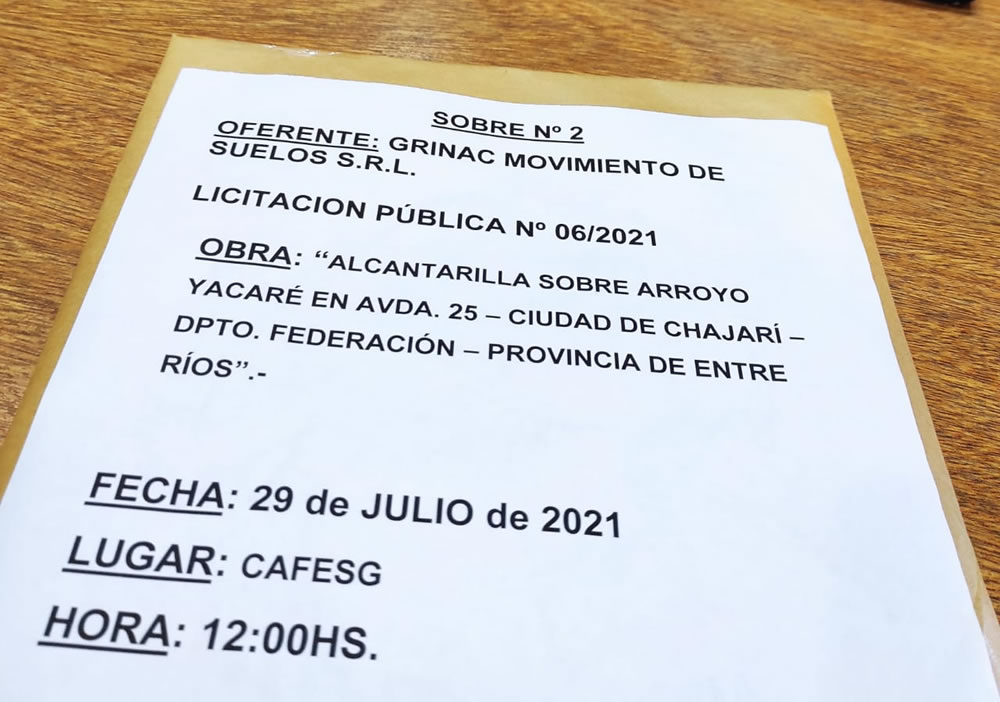 SOBRE Nº 2
OFERENTE: GRINAC MOVIMIENTO DE
SUELOS S.R.L.
LICITACION PÚBLICA Nº 06/2021
OBRA: “ALCANTARILLA SOBRE ARROYO
YACARÉ EN AVDA. 25 – CIUDAD DE CHAJARÍ –
DPTO. FEDERACIÓN – PROVINCIA DE ENTRE
RÍOS”.-
FECHA: 29 de JULIO de 2021
LUGAR: CAFESG
HORA: 12:00HS.